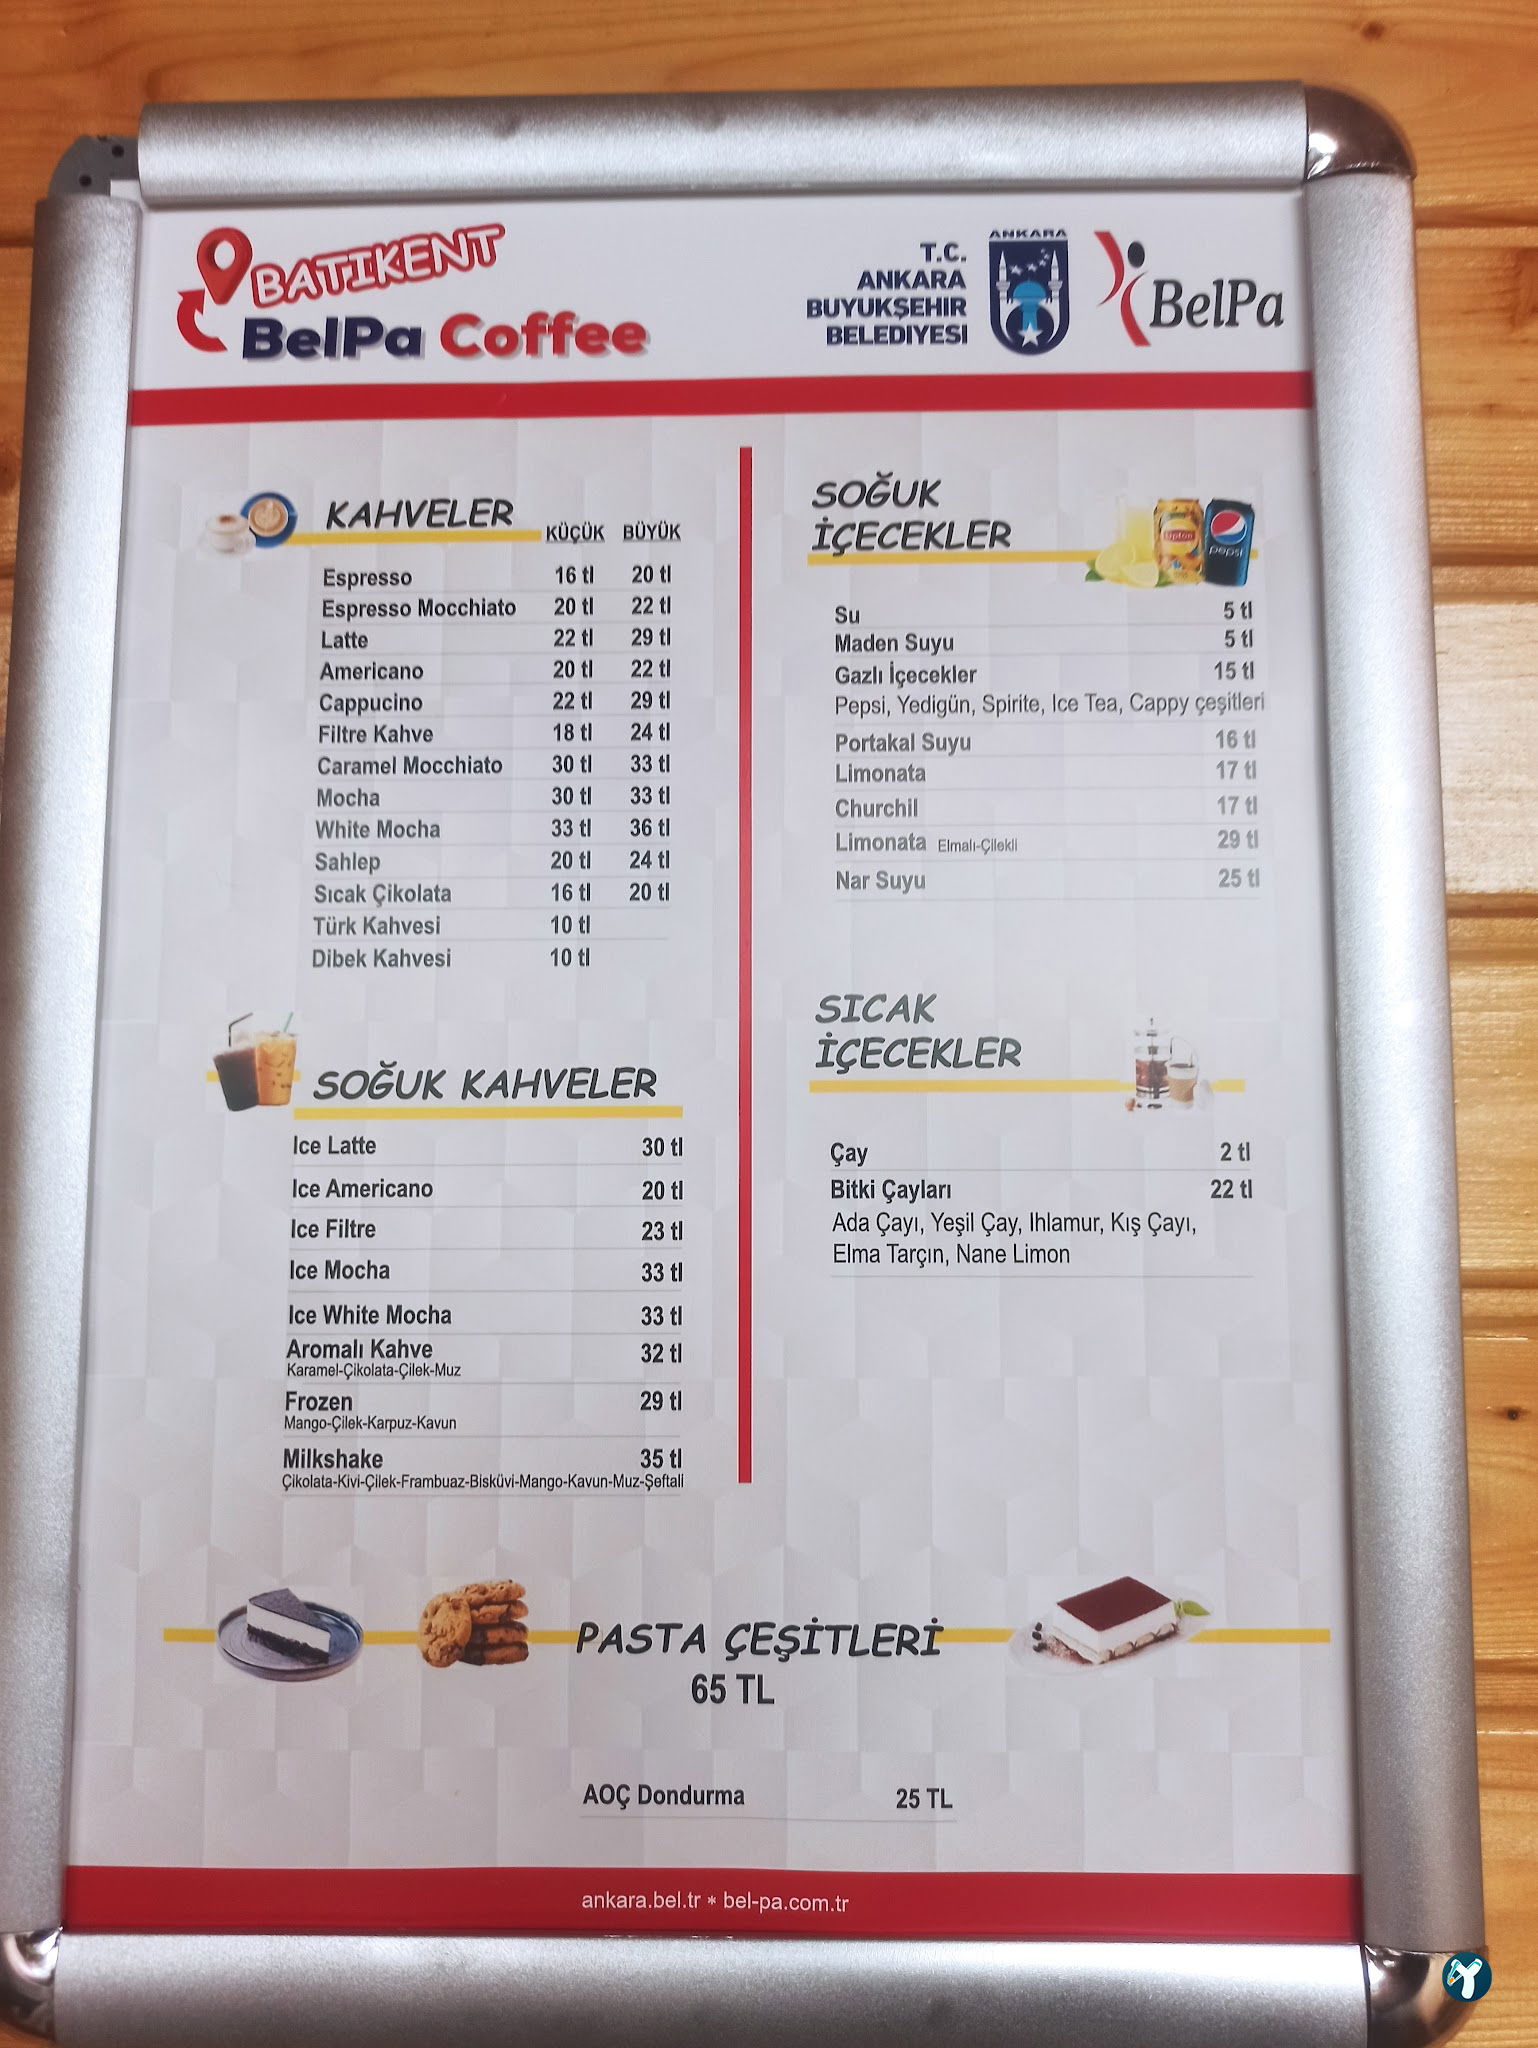 BATIKENT
BelPa Coffee
T.C.
ANKARA
BÜYÜKŞEHİR
BELEDİYESİ
ANKARA
BelPa
KAHVELER
KÜÇÜK BÜYÜK
Espresso 16 tl 20 tl
Espresso Mocchiato 20 tl 22 tl
Latte 22 tl 29 tl
Americano 20 tl 22 tl
Cappucino 22 tl 29 tl
Filtre Kahve 18 tl 24 tl
Caramel Mocchiato 30 tl 33 tl
Mocha 30 tl 33 tl
White Mocha 33 tl 36 tl
Sahlep 20 tl 24 tl
Sıcak Çikolata 16 tl 20 tl
Türk Kahvesi 10 tl
Dibek Kahvesi 10 tl
SOĞUK KAHVELER
Ice Latte 30 tl
Ice Americano 20 tl
Ice Filtre 23 tl
Ice Mocha 33 tl
Ice White Mocha 33 tl
Aromalı Kahve 32 tl
Karamel-Çikolata-Çilek-Muz
Frozen 29 tl
Mango-Çilek-Karpuz-Kavun
Milkshake 35 tl
Çikolata-Kivi-Çilek-Frambuaz-Bisküvi-Mango-Kavun-Muz-Şeftali
SOĞUK
İÇECEKLER
Lipton
pepsi
Su 5 tl
Maden Suyu 5 tl
Gazlı İçecekler 15 tl
Pepsi, Yedigün, Spirite, Ice Tea, Cappy çeşitleri
Portakal Suyu 16 tl
Limonata 17 tl
Churchil 17 tl
Limonata Elmalı-Çilekli 29 tl
Nar Suyu 25 tl
SICAK
İÇECEKLER
Çay 2 tl
Bitki Çayları 22 tl
Ada Çayı, Yeşil Çay, Ihlamur, Kış Çayı,
Elma Tarçın, Nane Limon
PASTA ÇEŞİTLERİ
65 TL
AOÇ Dondurma 25 TL
ankara.bel.tr * bel-pa.com.tr